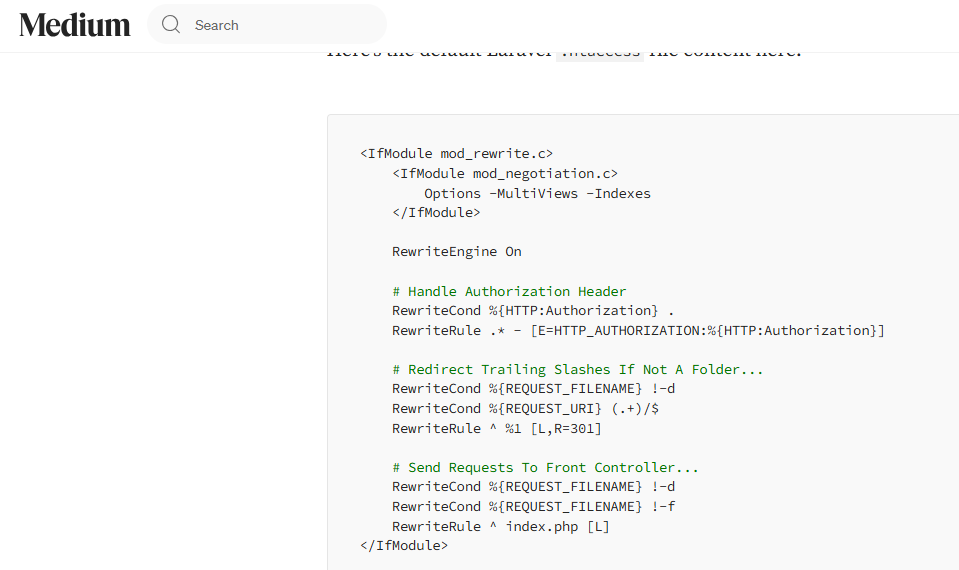 Medium
Search
Here's the default Laravel .htaccess file content here:
<IfModule mod_rewrite.c>
    <IfModule mod_negotiation.c>
        Options -MultiViews -Indexes
    </IfModule>

    RewriteEngine On

    # Handle Authorization Header
    RewriteCond %{HTTP:Authorization} .
    RewriteRule .* - [E=HTTP_AUTHORIZATION:%{HTTP:Authorization}]

    # Redirect Trailing Slashes If Not A Folder...
    RewriteCond %{REQUEST_FILENAME} !-d
    RewriteCond %{REQUEST_URI} (.+)/$
    RewriteRule ^ %1 [L,R=301]

    # Send Requests To Front Controller...
    RewriteCond %{REQUEST_FILENAME} !-d
    RewriteCond %{REQUEST_FILENAME} !-f
    RewriteRule ^ index.php [L]
</IfModule>